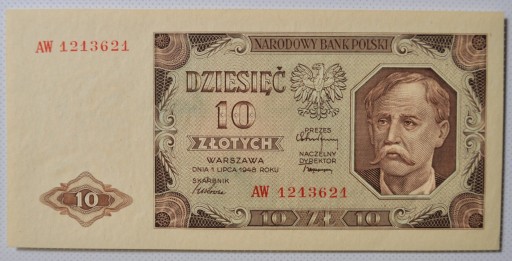 AW 1213621
NARODOWY BANK POLSKI
DZIESIĘĆ
10
ZŁOTYCH
WARSZAWA
DNIA 1 LIPCA 1948 ROKU
PREZES
NACZELNY
DYREKTOR
SKARBNIK
AW 1213621
10
10 ZŁ 10